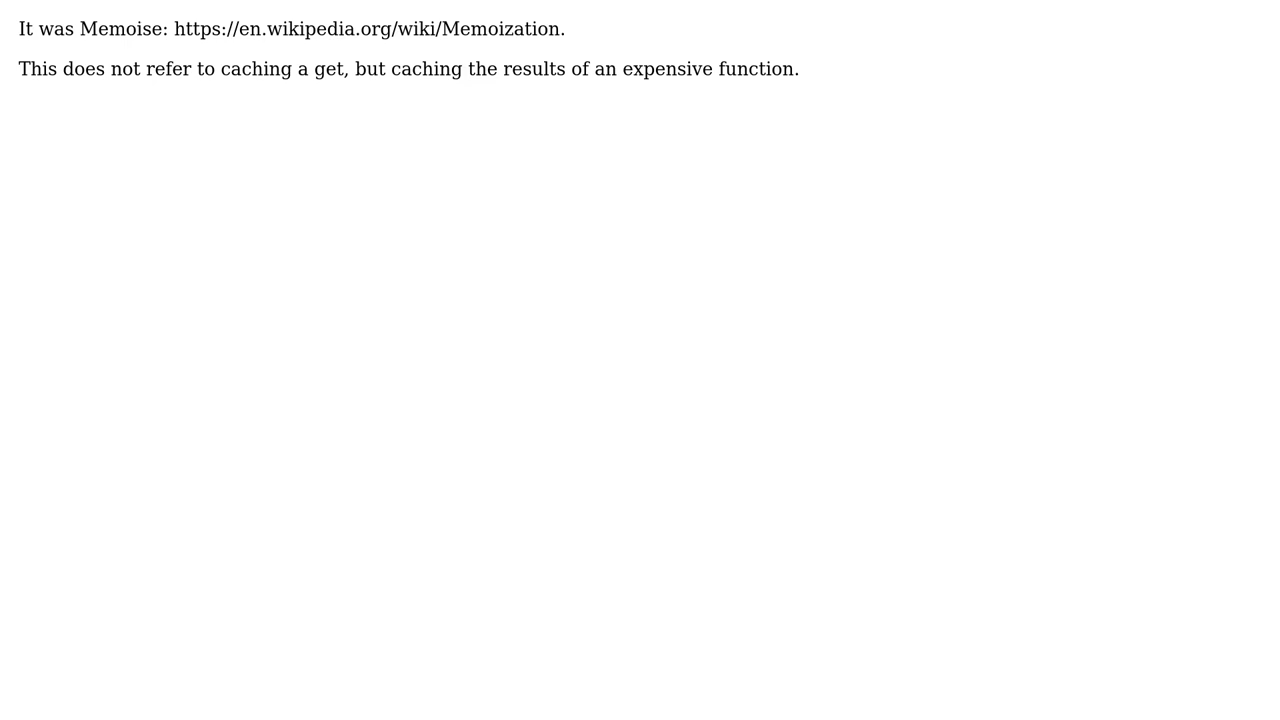 It was Memoise: https://en.wikipedia.org/wiki/Memoization.
This does not refer to caching a get, but caching the results of an expensive function.